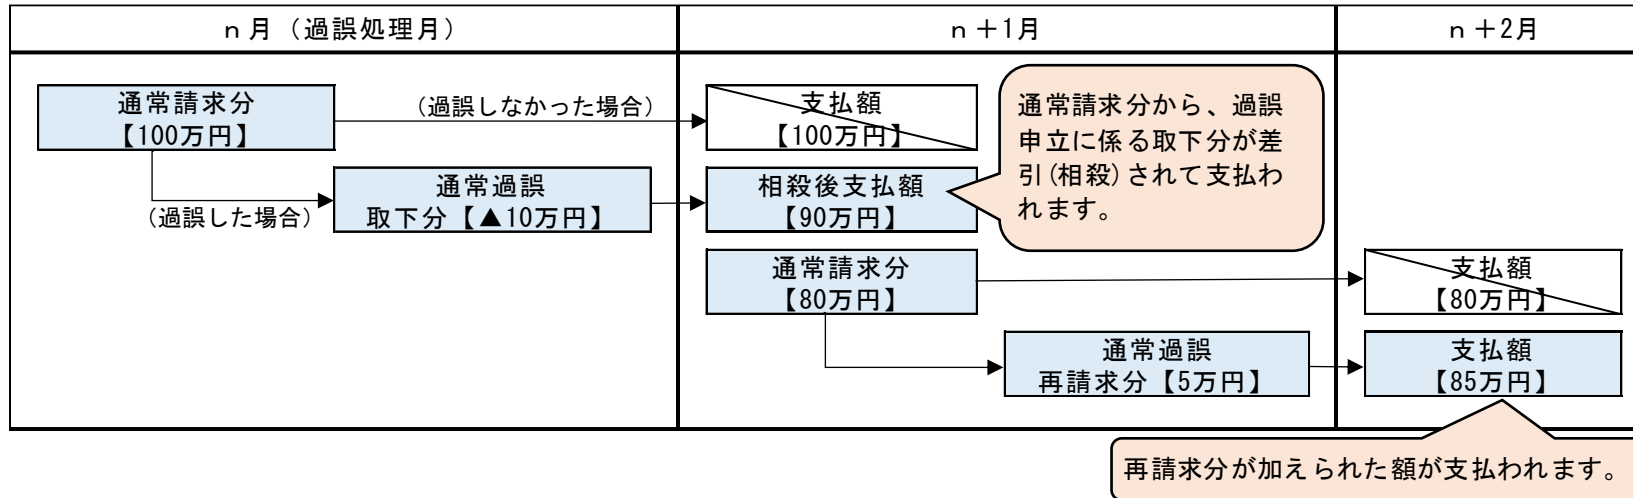 n月（過誤処理月）
n＋1月
n＋2月
通常請求分
【100万円】
（過誤しなかった場合）
支払額
【100万円】
通常請求分から、過誤
申立に係る取下分が差
引(相殺)されて支払わ
れます。
（過誤した場合）
通常過誤
取下分【▲10万円】
相殺後支払額
【90万円】
通常請求分
【80万円】
支払額
【80万円】
通常過誤
再請求分【5万円】
支払額
【85万円】
再請求分が加えられた額が支払われます。